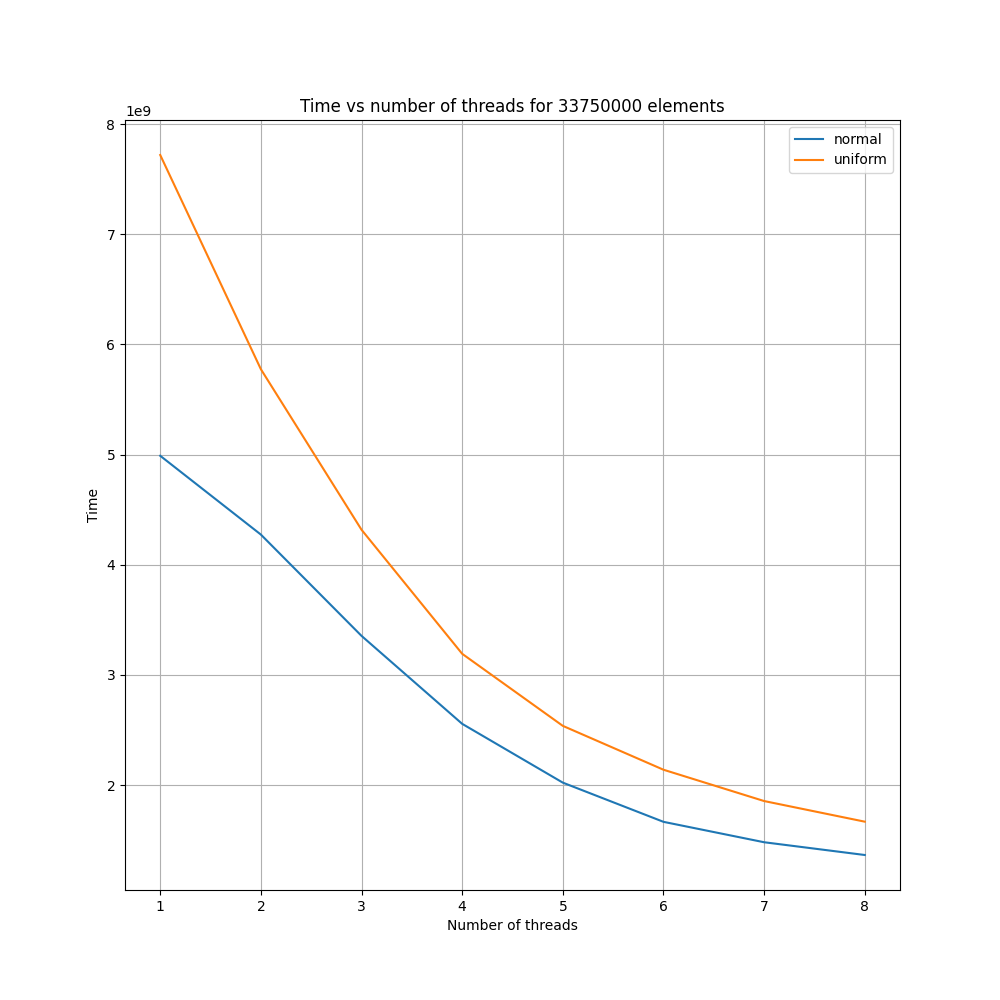 Time vs number of threads for 33750000 elements
1e9
8
7
6
5
4
3
2
Time
normal
uniform
1 2 3 4 5 6 7 8
Number of threads